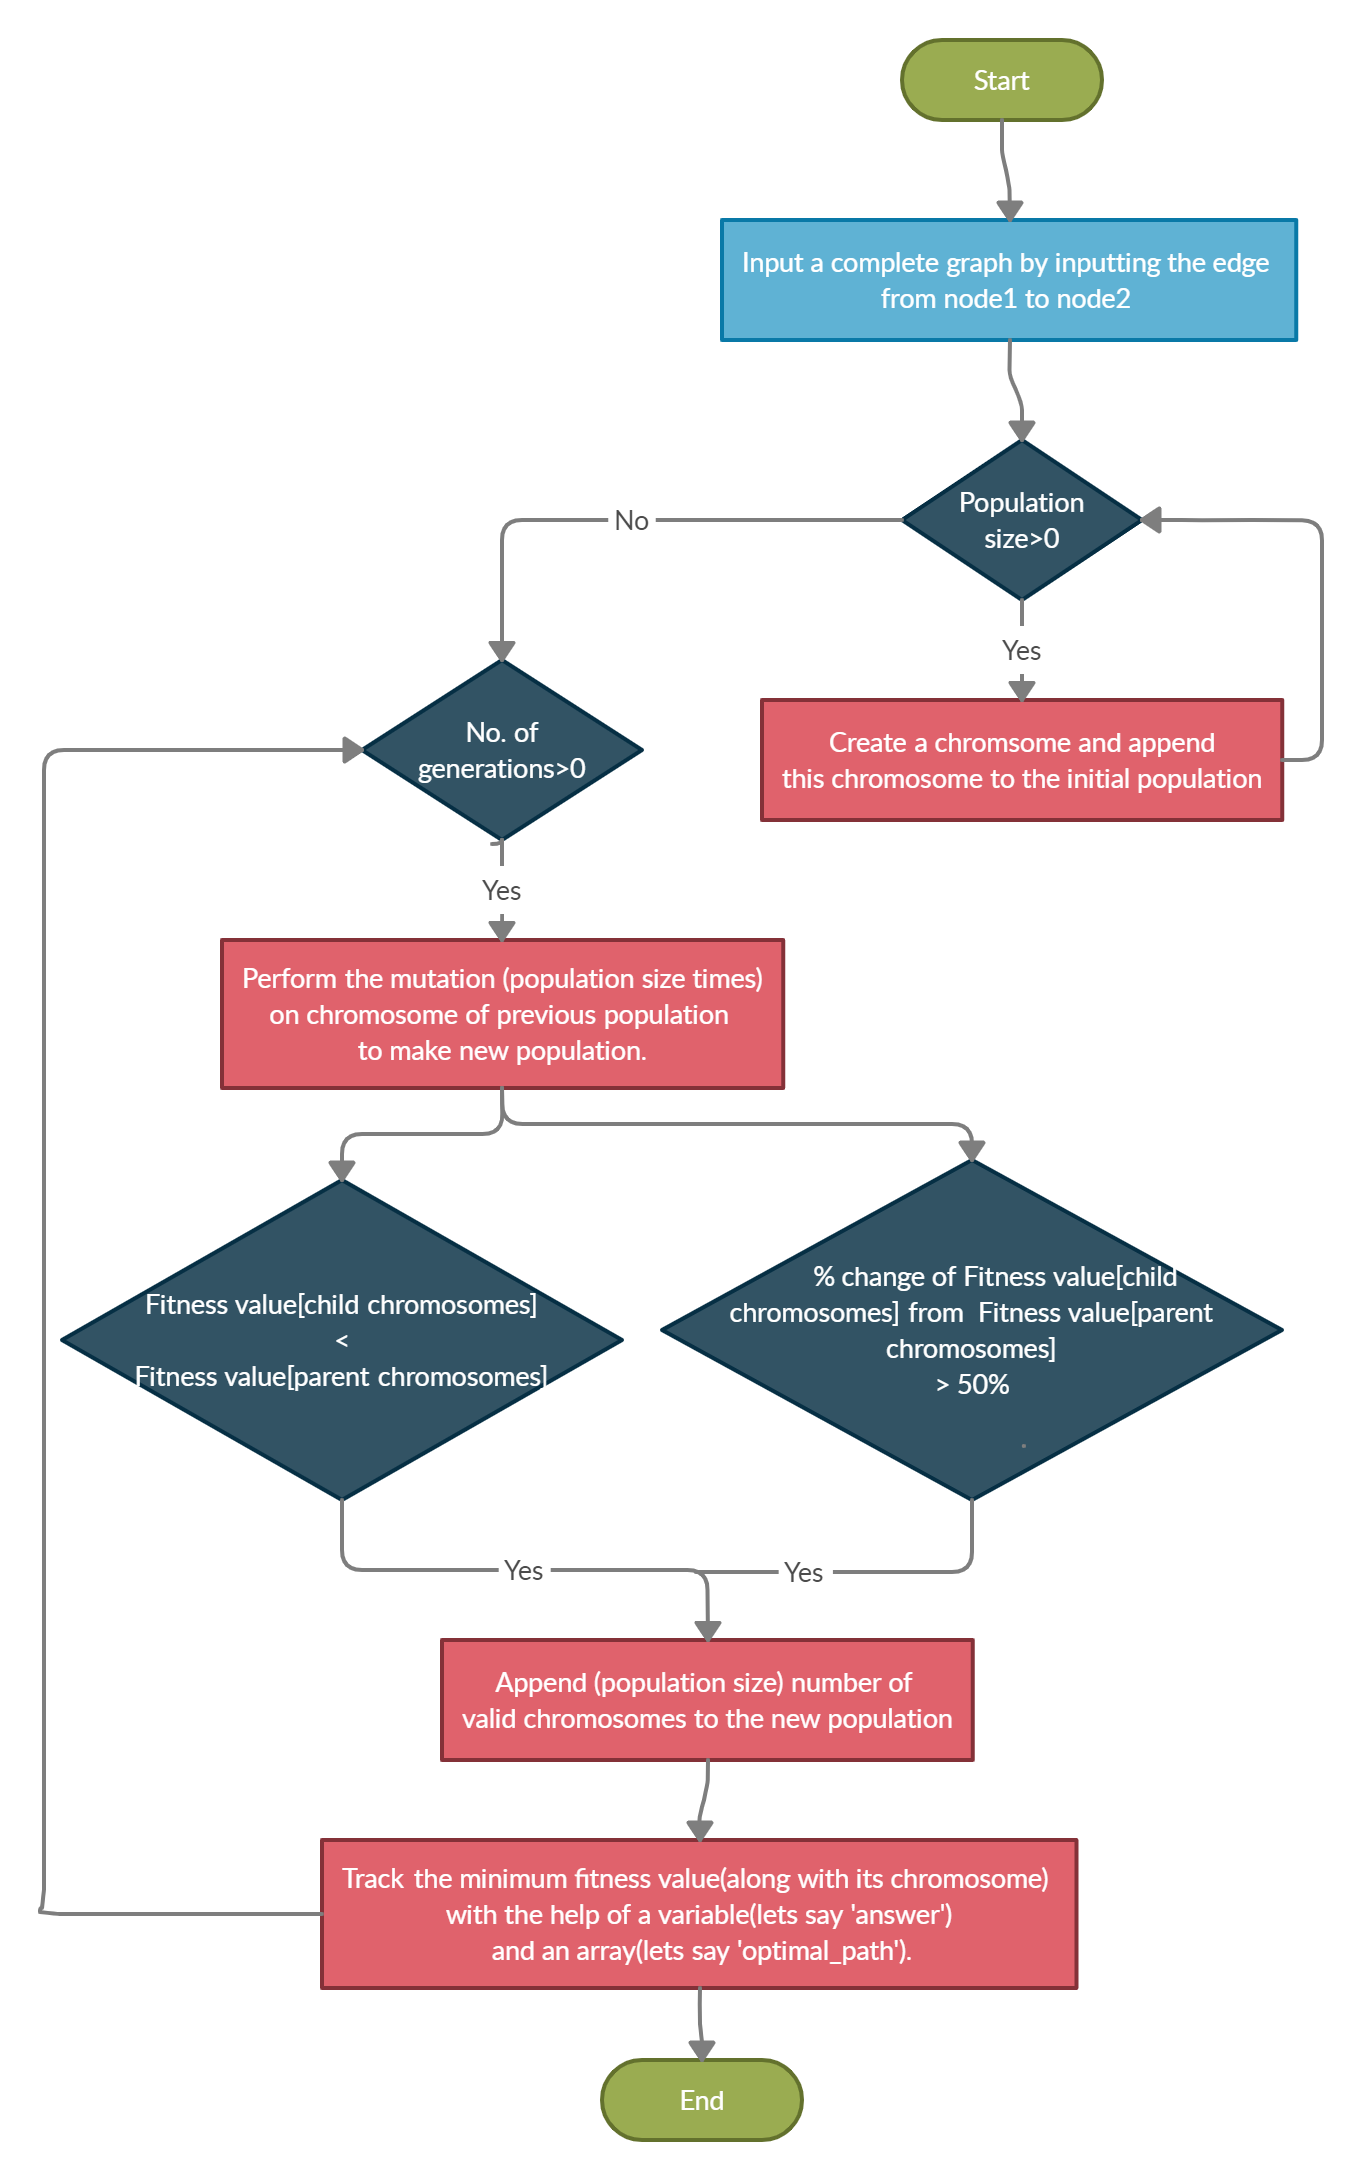 Start
Input a complete graph by inputting the edge
from node1 to node2
Population
size>0
No
Yes
No. of
generations>0
Create a chromsome and append
this chromosome to the initial population
Yes
Perform the mutation (population size times)
on chromosome of previous population
to make new population.
Fitness value[child chromosomes]
<
Fitness value[parent chromosomes]
% change of Fitness value[child
chromosomes] from Fitness value[parent
chromosomes]
> 50%
Yes
Yes
Append (population size) number of
valid chromosomes to the new population
Track the minimum fitness value(along with its chromosome)
with the help of a variable(lets say 'answer')
and an array(lets say 'optimal_path').
End